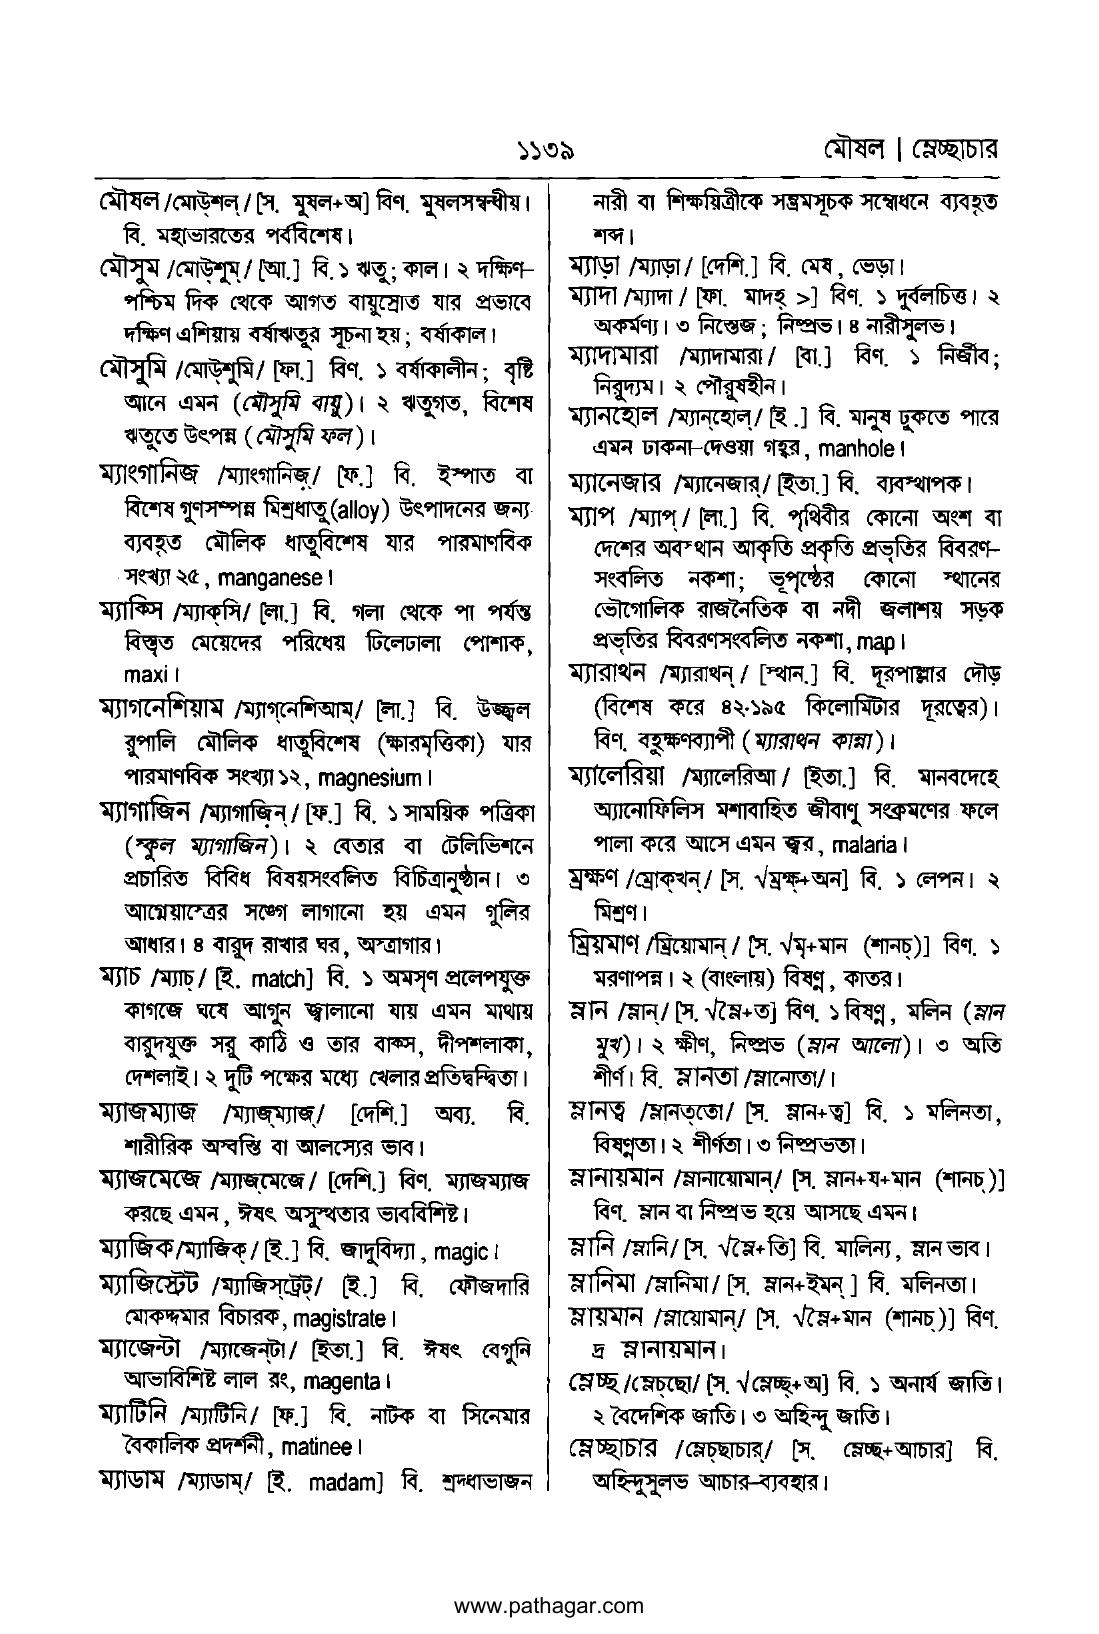 ১১৩৯
মৌষল | ম্লেচ্ছাচার
মৌষল /মোউ্‌শল্‌/ [স. মুষল+অ] বিণ. মুষলসম্বন্ধীয়।
বি. মহাভারতের পর্ববিশেষ।
মৌসুম /মোউ্‌শুম্‌/ [আ.] বি. ১ ঋতু; কাল। ২ দক্ষিণ–
পশ্চিম দিক থেকে আগত বায়ুস্রোত যার প্রভাবে
দক্ষিণ এশিয়ায় বর্ষাঋতুর সূচনা হয়; বর্ষাকাল।
মৌসুমি /মোউ্‌শুমি/ [ফা.] বিণ. ১ বর্ষাকালীন; বৃষ্টি
আনে এমন (মৌসুমি বায়ু)। ২ ঋতুগত, বিশেষ
ঋতুতে উৎপন্ন (মৌসুমি ফল)।
ম্যাংগানিজ /ম্যাংগানিজ়্‌/ [ফ.] বি. ইস্পাত বা
বিশেষ গুণসম্পন্ন মিশ্রধাতু(alloy) উৎপাদনের জন্য
ব্যবহৃত মৌলিক ধাতুবিশেষ যার পারমাণবিক
সংখ্যা ২৫, manganese।
ম্যাক্সি /ম্যাক্‌সি/ [লা.] বি. গলা থেকে পা পর্যন্ত
বিস্তৃত মেয়েদের পরিধেয় ঢিলেঢালা পোশাক,
maxi।
ম্যাগনেশিয়াম /ম্যাগ্‌নেশিআম্‌/ [লা.] বি. উজ্জ্বল
রুপালি মৌলিক ধাতুবিশেষ (ক্ষারমৃত্তিকা) যার
পারমাণবিক সংখ্যা ১২, magnesium।
ম্যাগাজিন /ম্যাগাজ়িন্‌/ [ফ.] বি. ১ সাময়িক পত্রিকা
(স্কুল ম্যাগাজিন)। ২ বেতার বা টেলিভিশনে
প্রচারিত বিবিধ বিষয়সংবলিত বিচিত্রানুষ্ঠান। ৩
আগ্নেয়াস্ত্রের সঙ্গে লাগানো হয় এমন গুলির
আধার। ৪ বারুদ রাখার ঘর, অস্ত্রাগার।
ম্যাচ /ম্যাচ্‌/ [ই. match] বি. ১ অমসৃণ প্রলেপযুক্ত
কাগজে ঘষে আগুন জ্বালানো যায় এমন মাথায়
বারুদযুক্ত সরু কাঠি ও তার বাক্স, দীপশলাকা,
দেশলাই। ২ দুটি পক্ষের মধ্যে খেলার প্রতিদ্বন্দ্বিতা।
ম্যাজম্যাজ /ম্যাজ্‌ম্যাজ্‌/ [দেশি.] অব্য. বি.
শারীরিক অস্বস্তি বা আলস্যের ভাব।
ম্যাজমেজে /ম্যাজ্‌মেজে/ [দেশি.] বিণ. ম্যাজম্যাজ
করছে এমন, ঈষৎ অসুস্থতার ভাববিশিষ্ট।
ম্যাজিক/ম্যাজিক্‌/ [ই.] বি. জাদুবিদ্যা, magic।
ম্যাজিস্ট্রেট /ম্যাজিস্‌ট্রেট্‌/ [ই.] বি. ফৌজদারি
মোকদ্দমার বিচারক, magistrate।
ম্যাজেন্টা /ম্যাজেন্‌টা/ [ইতা.] বি. ঈষৎ বেগুনি
আভাবিশিষ্ট লাল রং, magenta।
ম্যাটিনি /ম্যাটিনি/ [ফ.] বি. নাটক বা সিনেমার
বৈকালিক প্রদর্শনী, matinee।
ম্যাডাম /ম্যাডাম্‌/ [ই. madam] বি. শ্রদ্ধাভাজন
নারী বা শিক্ষয়িত্রীকে সম্ভ্রমসূচক সম্বোধনে ব্যবহৃত
শব্দ।
ম্যাড়া /ম্যাড়া/ [দেশি.] বি. মেষ, ভেড়া।
ম্যাদা /ম্যাদা/ [ফা. মাদহ্‌ >] বিণ. ১ দুর্বলচিত্ত। ২
অকর্মণ্য। ৩ নিস্তেজ; নিষ্প্রভ। ৪ নারীসুলভ।
ম্যাদামারা /ম্যাদামারা/ [বা.] বিণ. ১ নির্জীব;
নিরুদ্যম। ২ পৌরুষহীন।
ম্যানহোল /ম্যান্‌হোল্‌/ [ই.] বি. মানুষ ঢুকতে পারে
এমন ঢাকনা–দেওয়া গহ্বর, manhole।
ম্যানেজার /ম্যানেজার্‌/ [ইতা.] বি. ব্যবস্থাপক।
ম্যাপ /ম্যাপ্‌/ [লা.] বি. পৃথিবীর কোনো অংশ বা
দেশের অবস্থান আকৃতি প্রকৃতি প্রভৃতির বিবরণ–
সংবলিত নকশা; ভূপৃষ্ঠের কোনো স্থানের
ভৌগোলিক রাজনৈতিক বা নদী জলাশয় সড়ক
প্রভৃতির বিবরণসংবলিত নকশা, map।
ম্যারাথন /ম্যারাথন্‌/ [স্থান.] বি. দূরপাল্লার দৌড়
(বিশেষ করে ৪২·১৯৫ কিলোমিটার দূরত্বের)।
বিণ. বহুক্ষণব্যাপী (ম্যারাথন কান্না)।
ম্যালেরিয়া /ম্যালেরিআ/ [ইতা.] বি. মানবদেহে
অ্যানোফিলিস মশাবাহিত জীবাণু সংক্রমণের ফলে
পালা করে আসে এমন জ্বর, malaria।
ম্রক্ষণ /ম্রোক্‌খন্‌/ [স. √ম্রক্ষ্‌+অন] বি. ১ লেপন। ২
মিশ্রণ।
ম্রিয়মাণ /ম্রিয়োমান্‌/ [স. √মৃ+মান (শানচ্‌)] বিণ. ১
মরণাপন্ন। ২ (বাংলায়) বিষণ্ন, কাতর।
ম্লান /ম্লান্‌/ [স. √ম্লৈ+ত] বিণ. ১ বিষণ্ন, মলিন (ম্লান
মুখ)। ২ ক্ষীণ, নিষ্প্রভ (ম্লান আলো)। ৩ অতি
শীর্ণ। বি. ম্লানতা /ম্লানোতা/।
ম্লানত্ব /ম্লানত্‌তো/ [স. ম্লান+ত্ব] বি. ১ মলিনতা,
বিষণ্নতা। ২ শীর্ণতা। ৩ নিষ্প্রভতা।
ম্লানায়মান /ম্লানায়োমান্‌/ [স. ম্লান+য+মান (শানচ্‌)]
বিণ. ম্লান বা নিষ্প্রভ হয়ে আসছে এমন।
ম্লানি /ম্লানি/ [স. √ম্লৈ+তি] বি. মালিন্য, ম্লান ভাব।
ম্লানিমা /ম্লানিমা/ [স. ম্লান+ইমন্‌] বি. মলিনতা।
ম্লায়মান /ম্লায়োমান্‌/ [স. √ম্লৈ+মান (শানচ্‌)] বিণ.
দ্র ম্লানায়মান।
ম্লেচ্ছ /ম্লেচ্‌ছো/ [স. √ম্লেচ্ছ্‌+অ] বি. ১ অনার্য জাতি।
২ বৈদেশিক জাতি। ৩ অহিন্দু জাতি।
ম্লেচ্ছাচার /ম্লেচ্‌ছাচার্‌/ [স. ম্লেচ্ছ+আচার] বি.
অহিন্দুসুলভ আচার–ব্যবহার।
www.pathagar.com